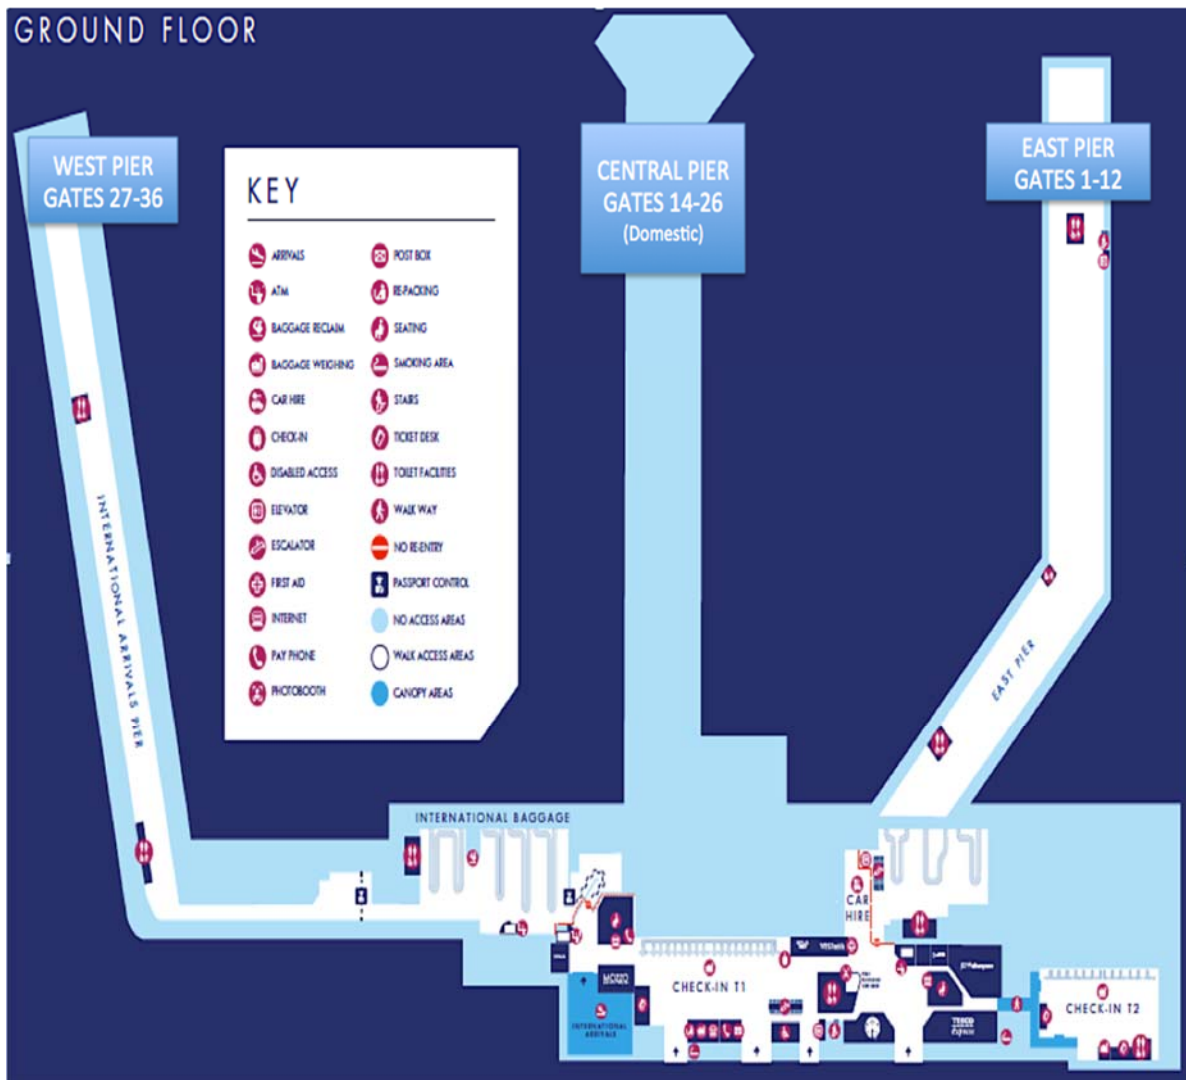 GROUND FLOOR
WEST PIER
GATES 27-36
CENTRAL PIER
GATES 14-26
(Domestic)
EAST PIER
GATES 1-12
KEY
ARRIVALS
ATM
BAGGAGE RECLAIM
BAGGAGE WEIGHING
CAR HIRE
CHECK-IN
DISABLED ACCESS
ELEVATOR
ESCALATOR
FIRST AID
INTERNET
PAY PHONE
PHOTOBOOTH
POST BOX
RE-PACKING
SEATING
SMOKING AREA
STAIRS
TICKET DESK
TOILET FACILITIES
WALK WAY
NO RE-ENTRY
PASSPORT CONTROL
NO ACCESS AREAS
WALK ACCESS AREAS
CANOPY AREAS
INTERNATIONAL ARRIVALS PIER
EAST PIER
INTERNATIONAL BAGGAGE
CAR
HIRE
CHECK-IN T1
CHECK-IN T2
INTERNATIONAL
ARRIVALS
TESCO
express